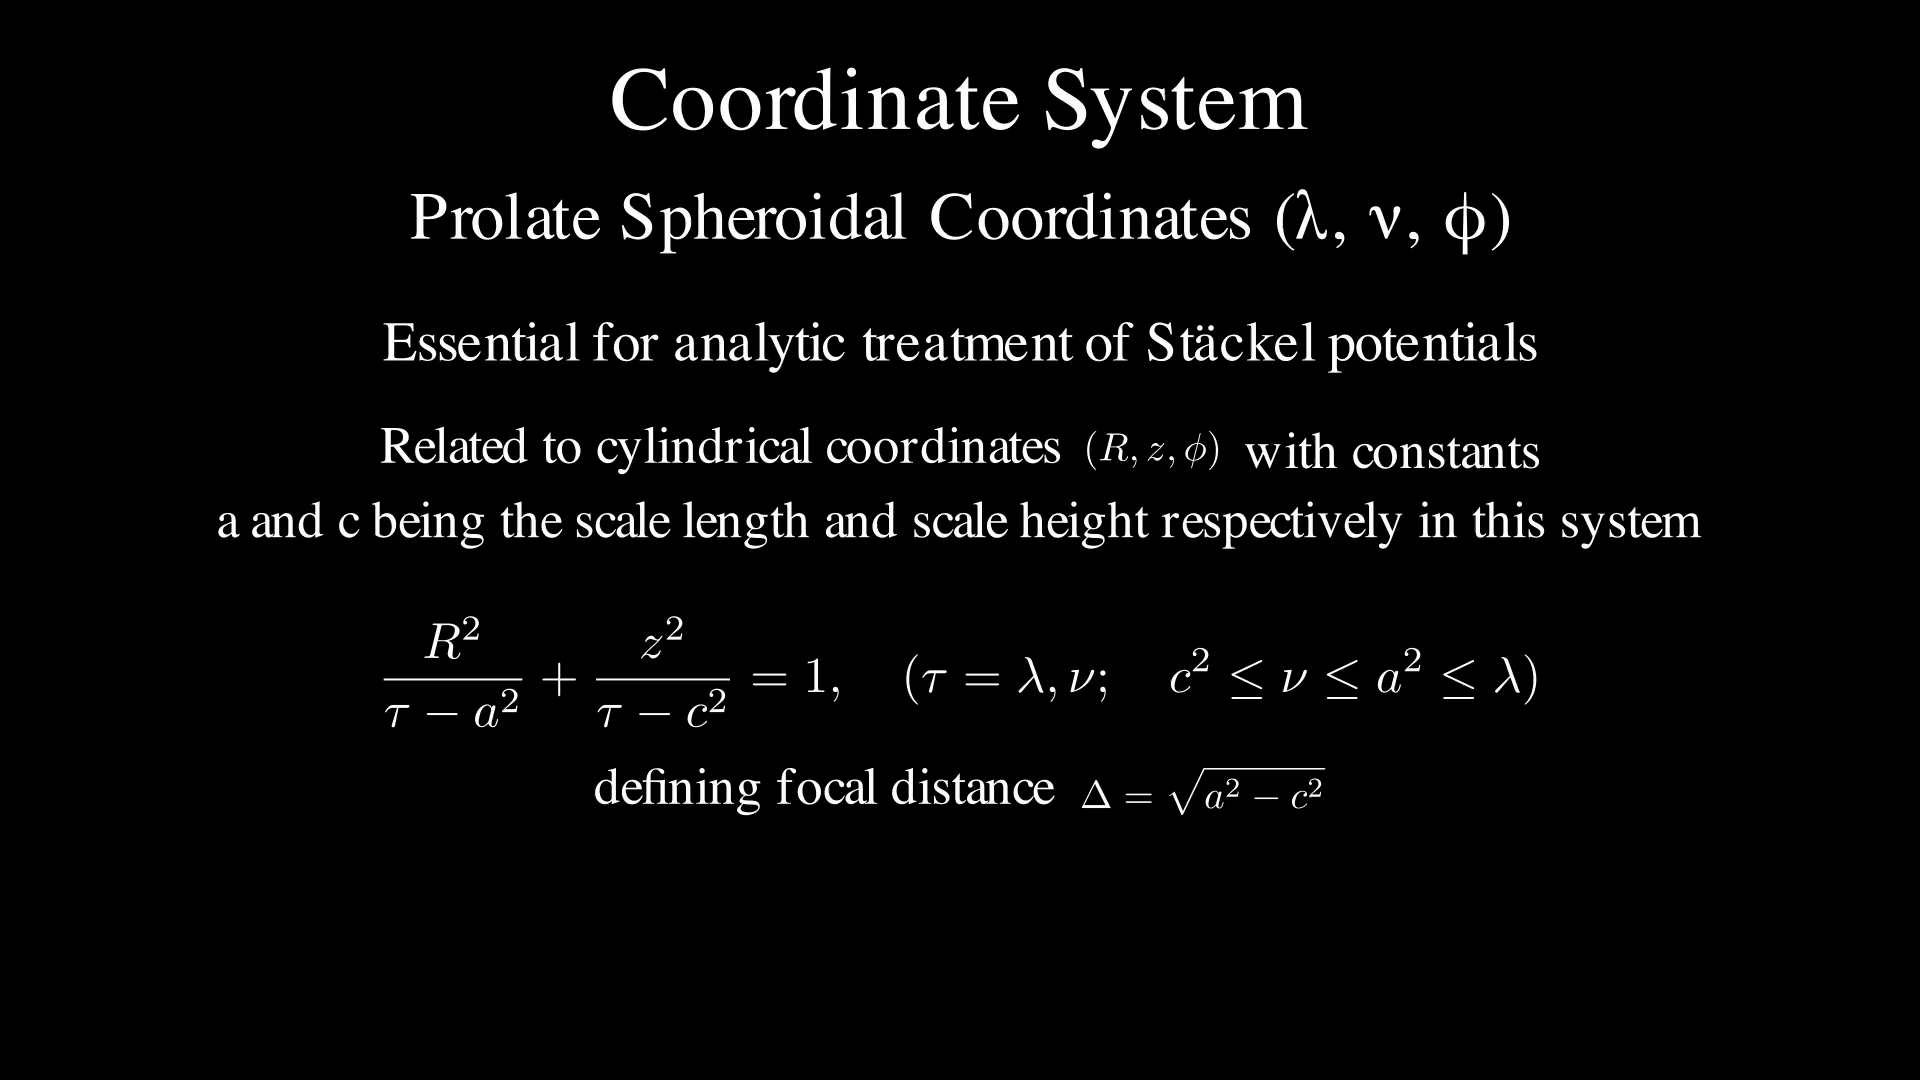 Coordinate System
Prolate Spheroidal Coordinates (λ, ν, ϕ)
Essential for analytic treatment of Stäckel potentials
Related to cylindrical coordinates (R, z, ϕ) with constants
a and c being the scale length and scale height respectively in this system
R²/(τ − a²) + z²/(τ − c²) = 1, (τ = λ, ν; c² ≤ ν ≤ a² ≤ λ)
defining focal distance Δ = √(a² − c²)